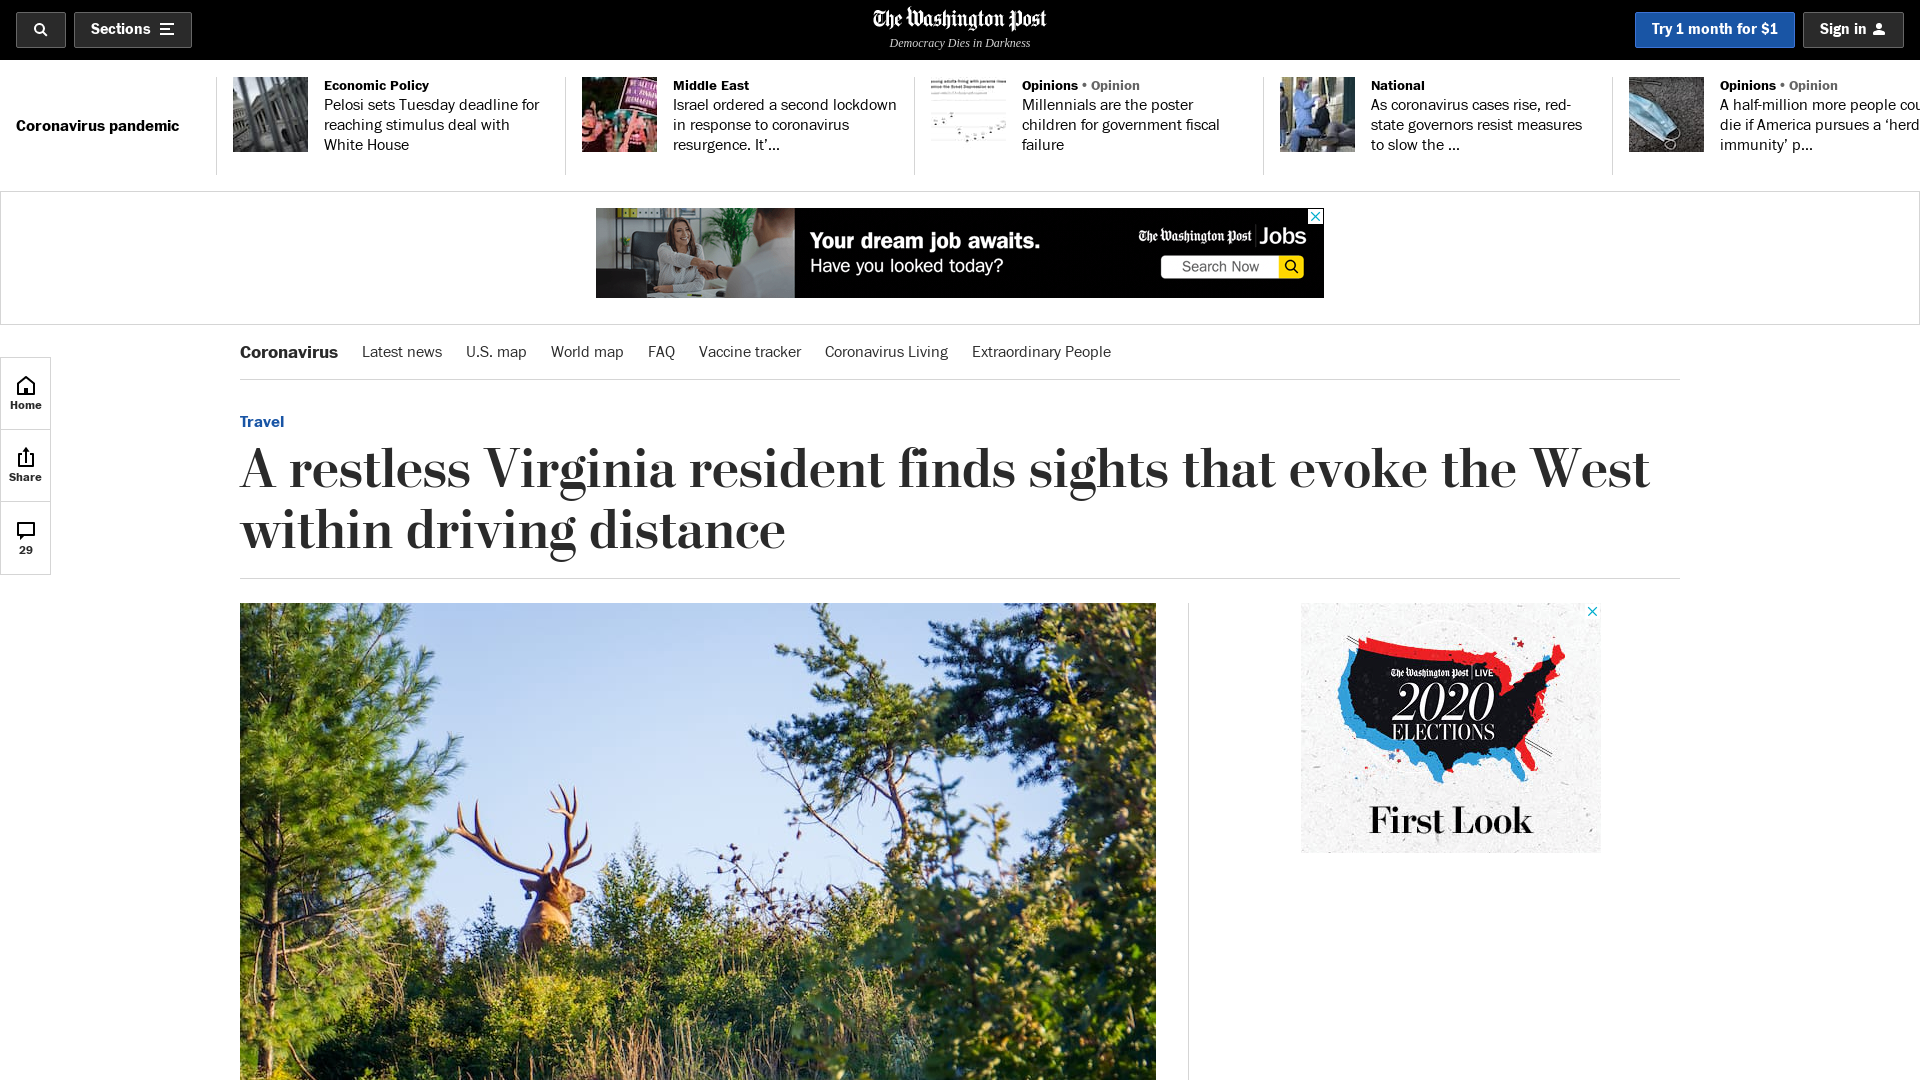 Sections
The Washington Post
Democracy Dies in Darkness
Try 1 month for $1
Sign in
Coronavirus pandemic
Economic Policy
Pelosi sets Tuesday deadline for
reaching stimulus deal with
White House
Middle East
Israel ordered a second lockdown
in response to coronavirus
resurgence. It’...
Opinions • Opinion
Millennials are the poster
children for government fiscal
failure
National
As coronavirus cases rise, red-
state governors resist measures
to slow the ...
Opinions • Opinion
A half-million more people cou
die if America pursues a ‘herd
immunity’ p...
Your dream job awaits.
Have you looked today?
The Washington Post Jobs
Search Now
Coronavirus Latest news U.S. map World map FAQ Vaccine tracker Coronavirus Living Extraordinary People
Home
Share
29
Travel
A restless Virginia resident finds sights that evoke the West
within driving distance
The Washington Post LIVE
2020
ELECTIONS
First Look